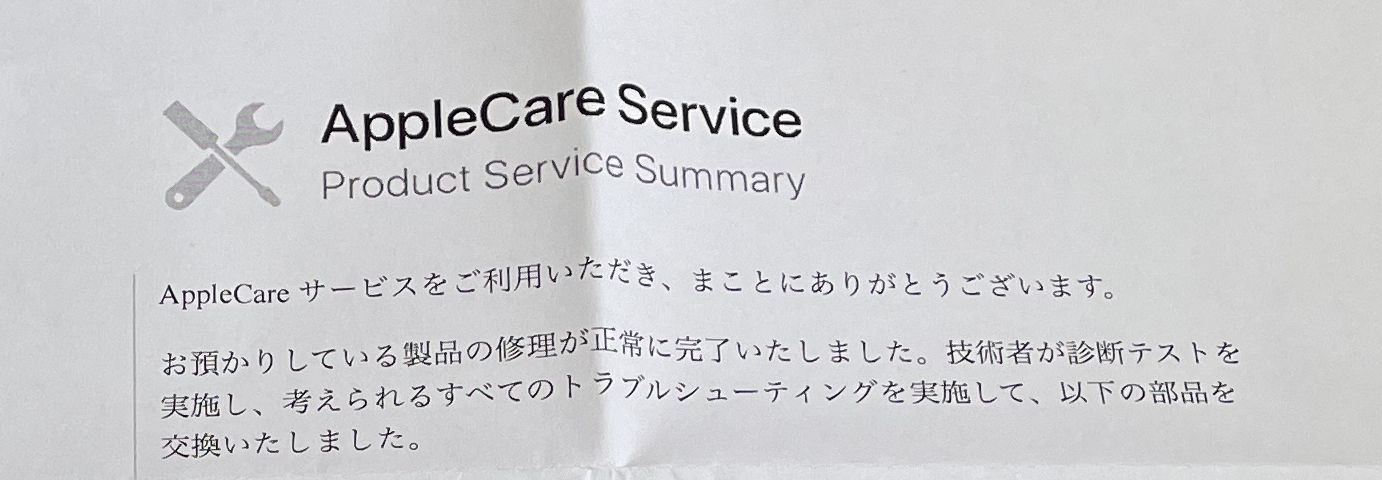 AppleCare Service
Product Service Summary
AppleCare サービスをご利用いただき、まことにありがとうございます。
お預かりしている製品の修理が正常に完了いたしました。技術者が診断テストを
実施し、考えられるすべてのトラブルシューティングを実施して、以下の部品を
交換いたしました。